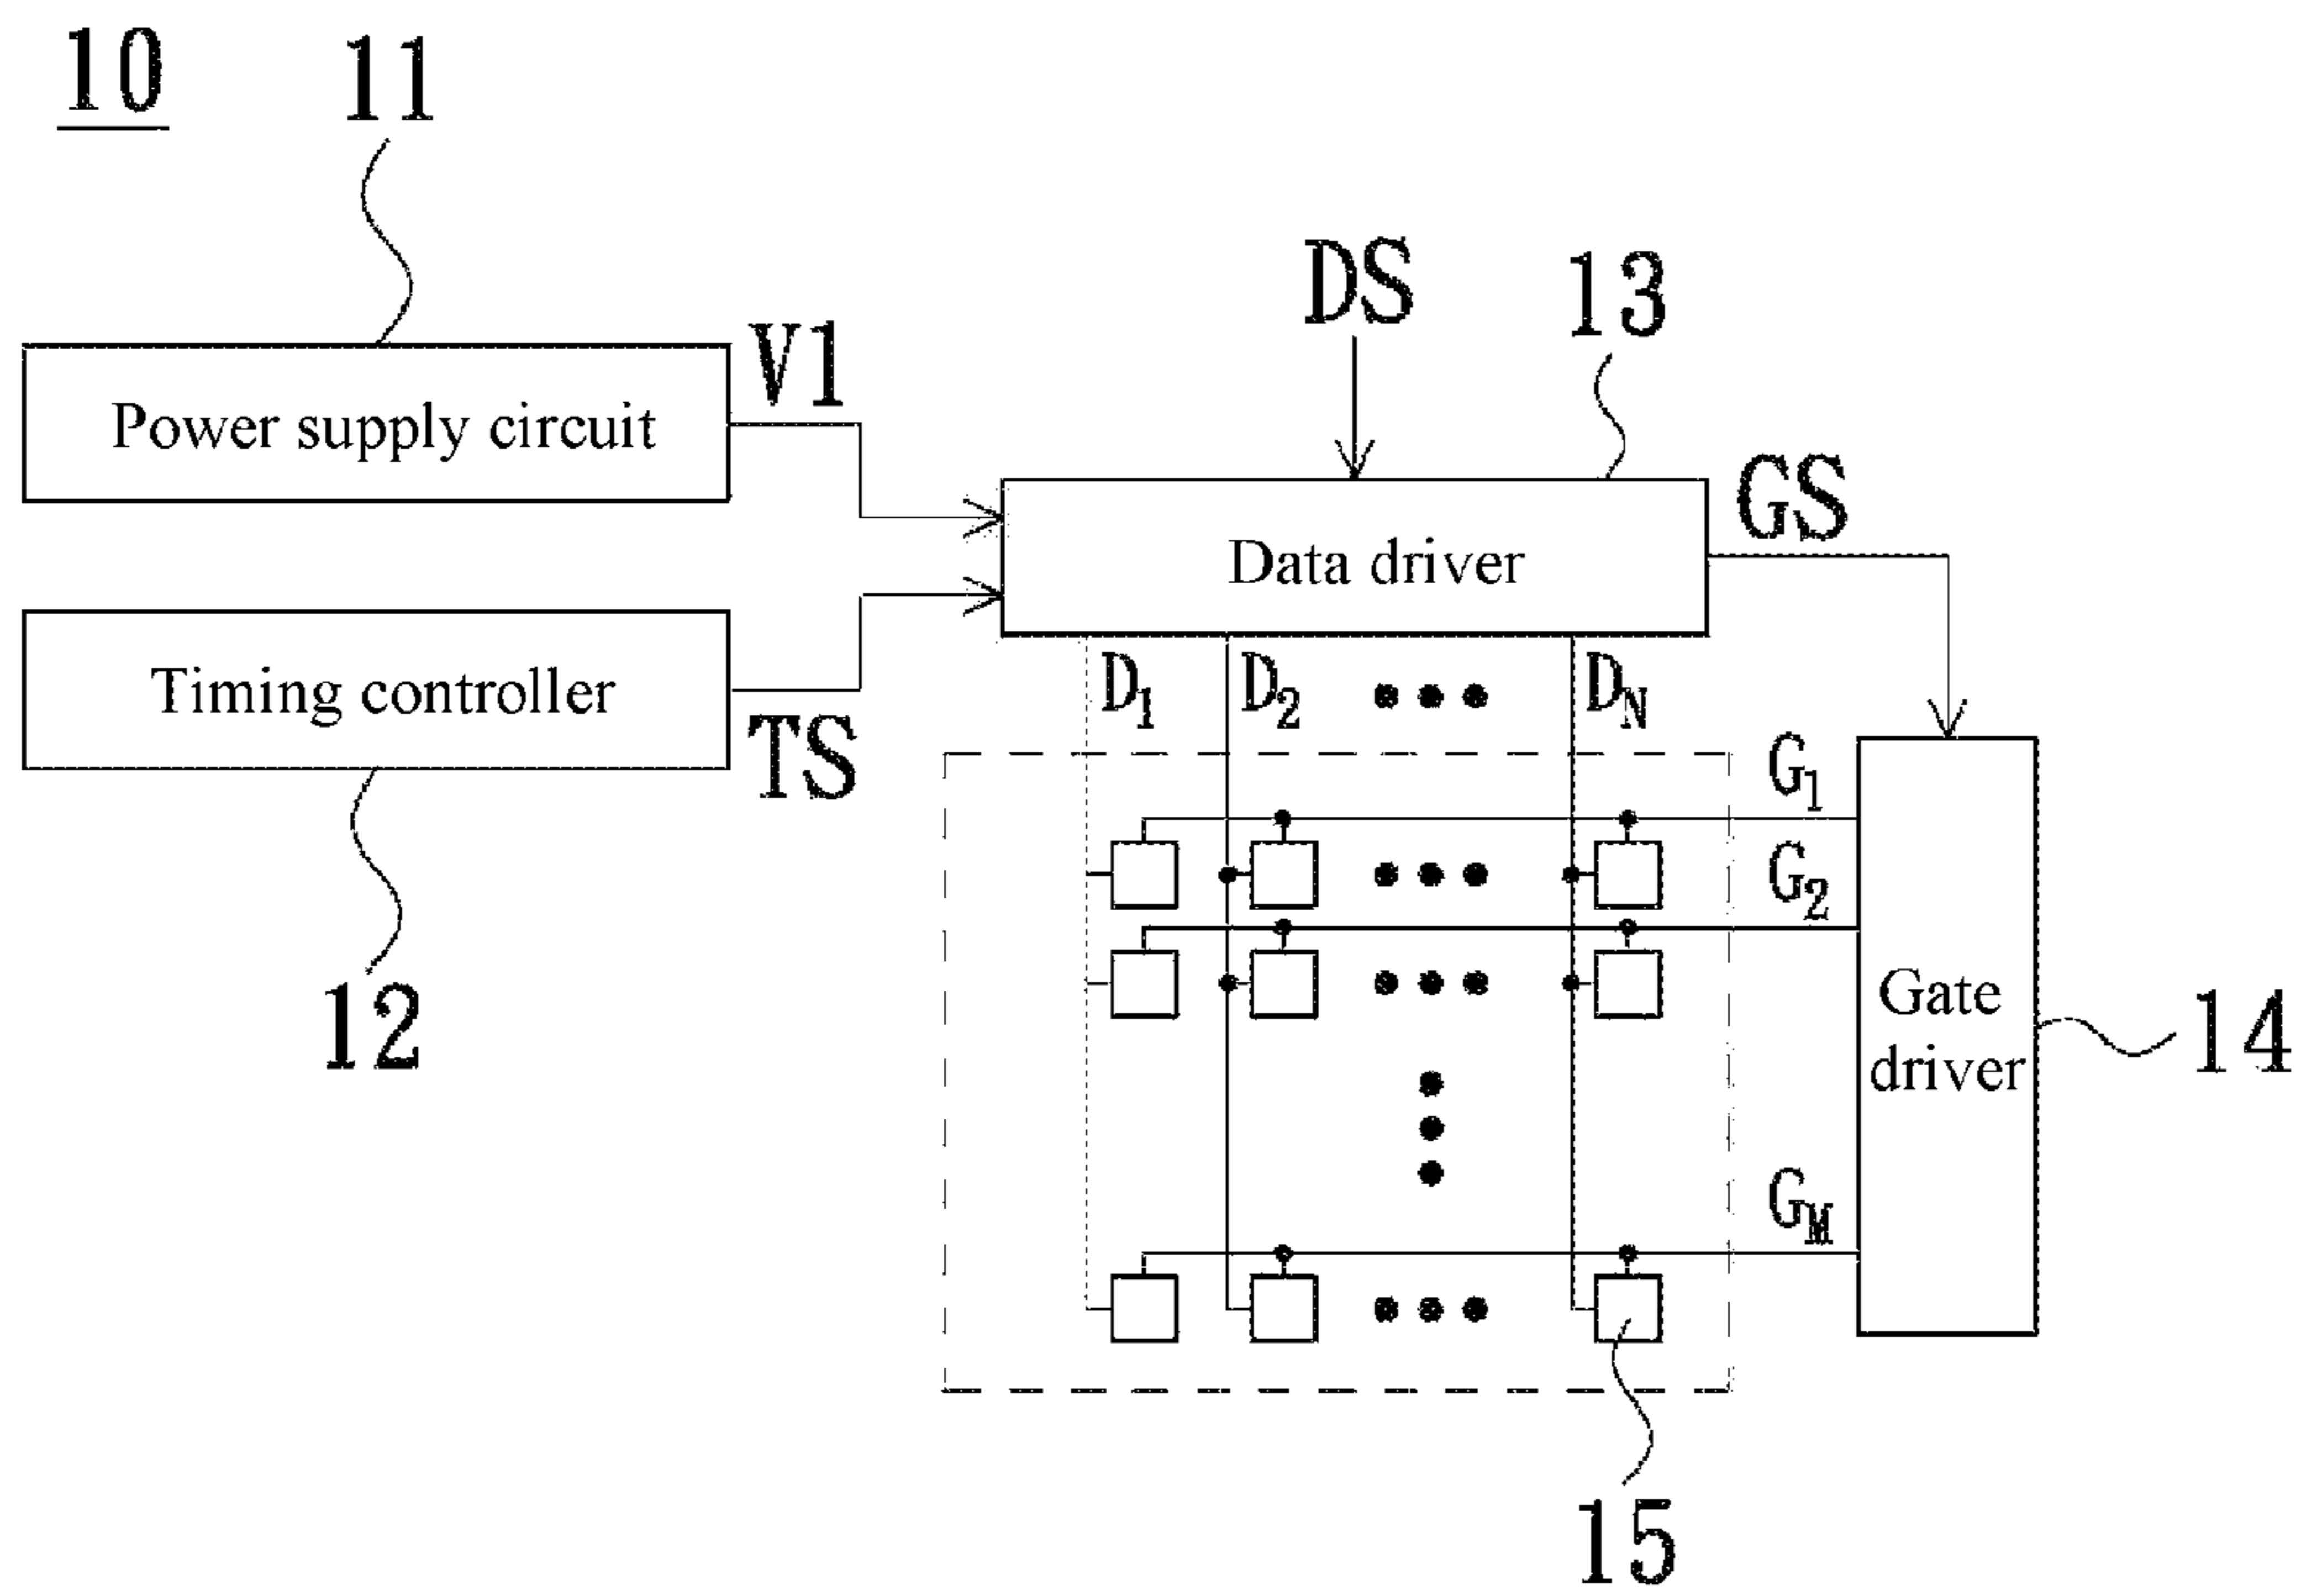 10
11
DS
13
V1
Power supply circuit
GS
Data driver
Timing controller
TS
D1 D2 DN
G1
G2
Gate
driver
14
12
GM
15